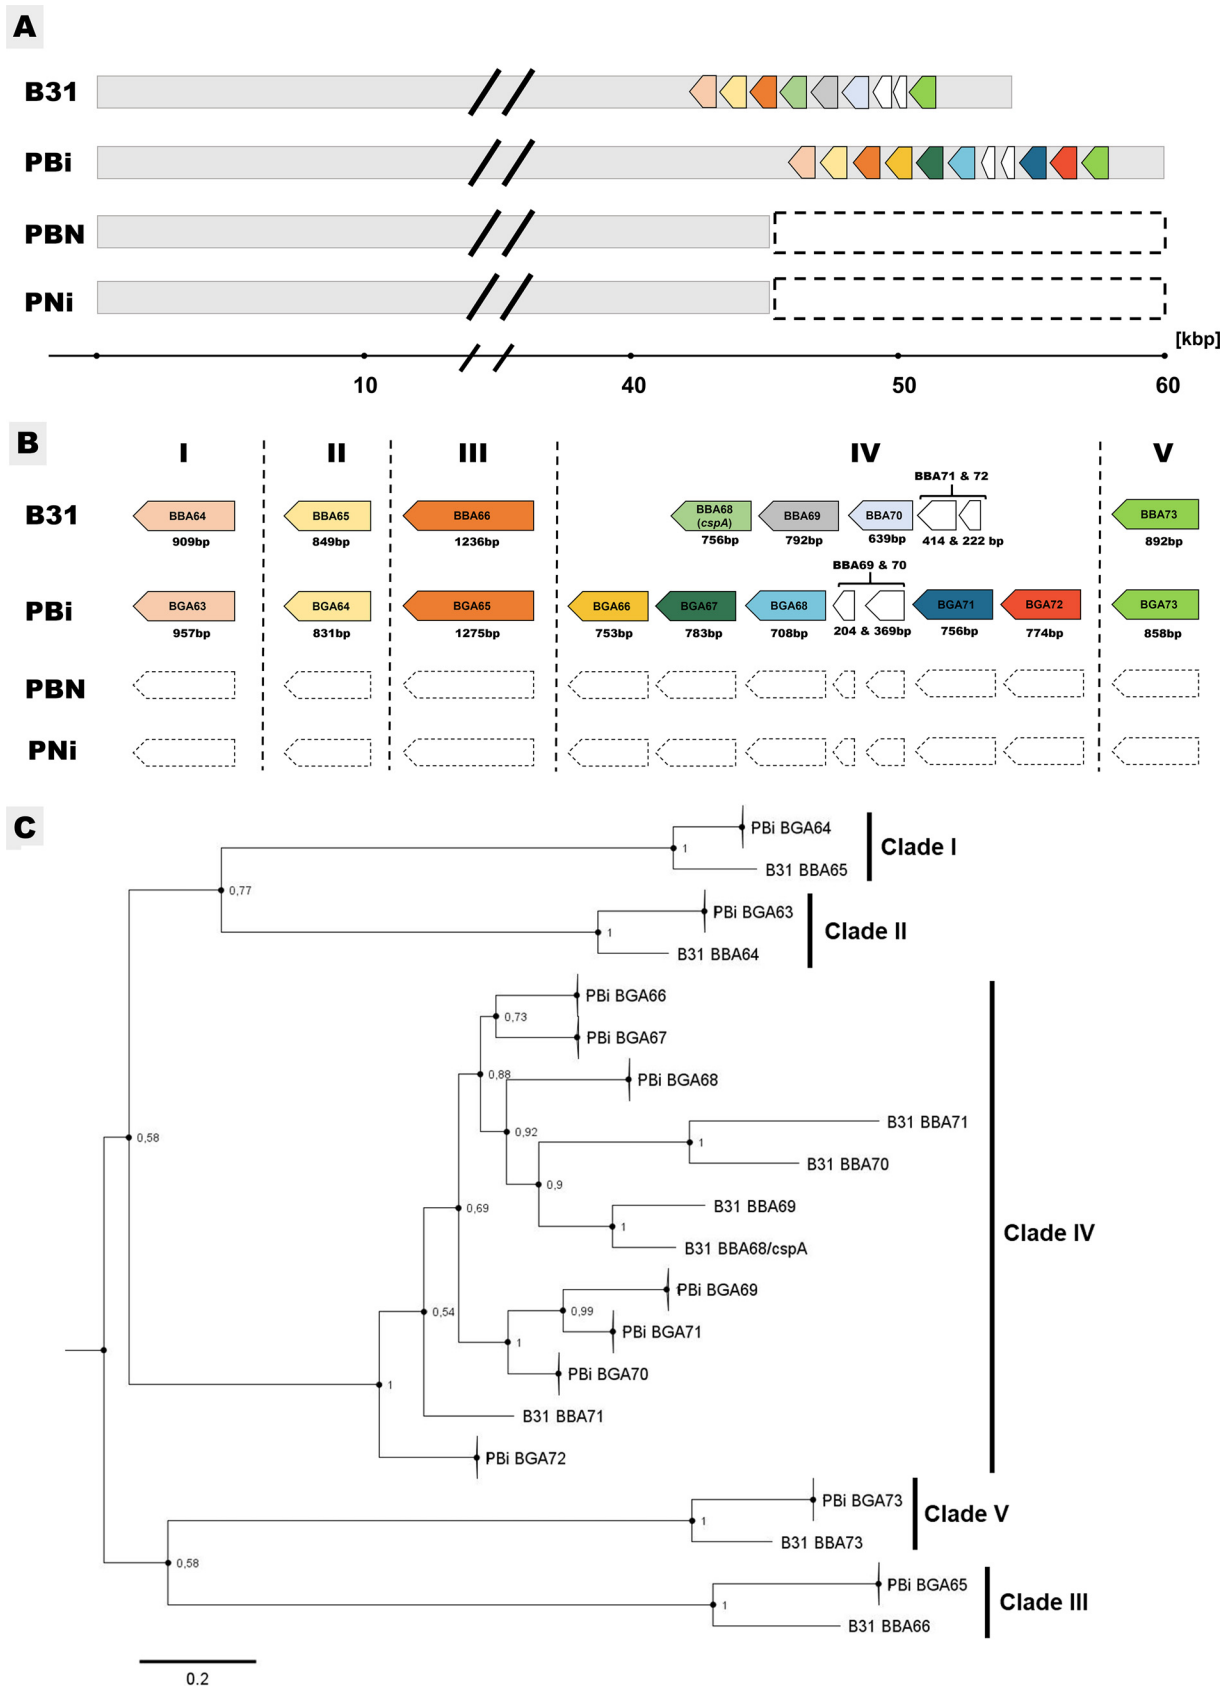 A
B31
PBi
PBN
PNi
[kbp]
10 40 50 60
B
I II III IV V
BBA71 & 72
B31 BBA64 BBA65 BBA66 BBA68 (cspA) BBA69 BBA70 BBA73
909bp 849bp 1236bp 756bp 792bp 639bp 414 & 222 bp 892bp
BBA69 & 70
PBi BGA63 BGA64 BGA65 BGA66 BGA67 BGA68 BGA71 BGA72 BGA73
957bp 831bp 1275bp 753bp 783bp 708bp 204 & 369bp 756bp 774bp 858bp
PBN
PNi
C
PBi BGA64
1
Clade I
B31 BBA65
0,77
PBi BGA63
1
Clade II
B31 BBA64
PBi BGA66
0,73
PBi BGA67
0,88
PBi BGA68
B31 BBA71
0,92
0,58
1
B31 BBA70
0,9
B31 BBA69
0,69
1
Clade IV
B31 BBA68/cspA
PBi BGA69
0,54
0,99
PBi BGA71
1
PBi BGA70
1
B31 BBA71
PBi BGA72
PBi BGA73
1
Clade V
B31 BBA73
0,58
PBi BGA65
1
Clade III
B31 BBA66
0.2